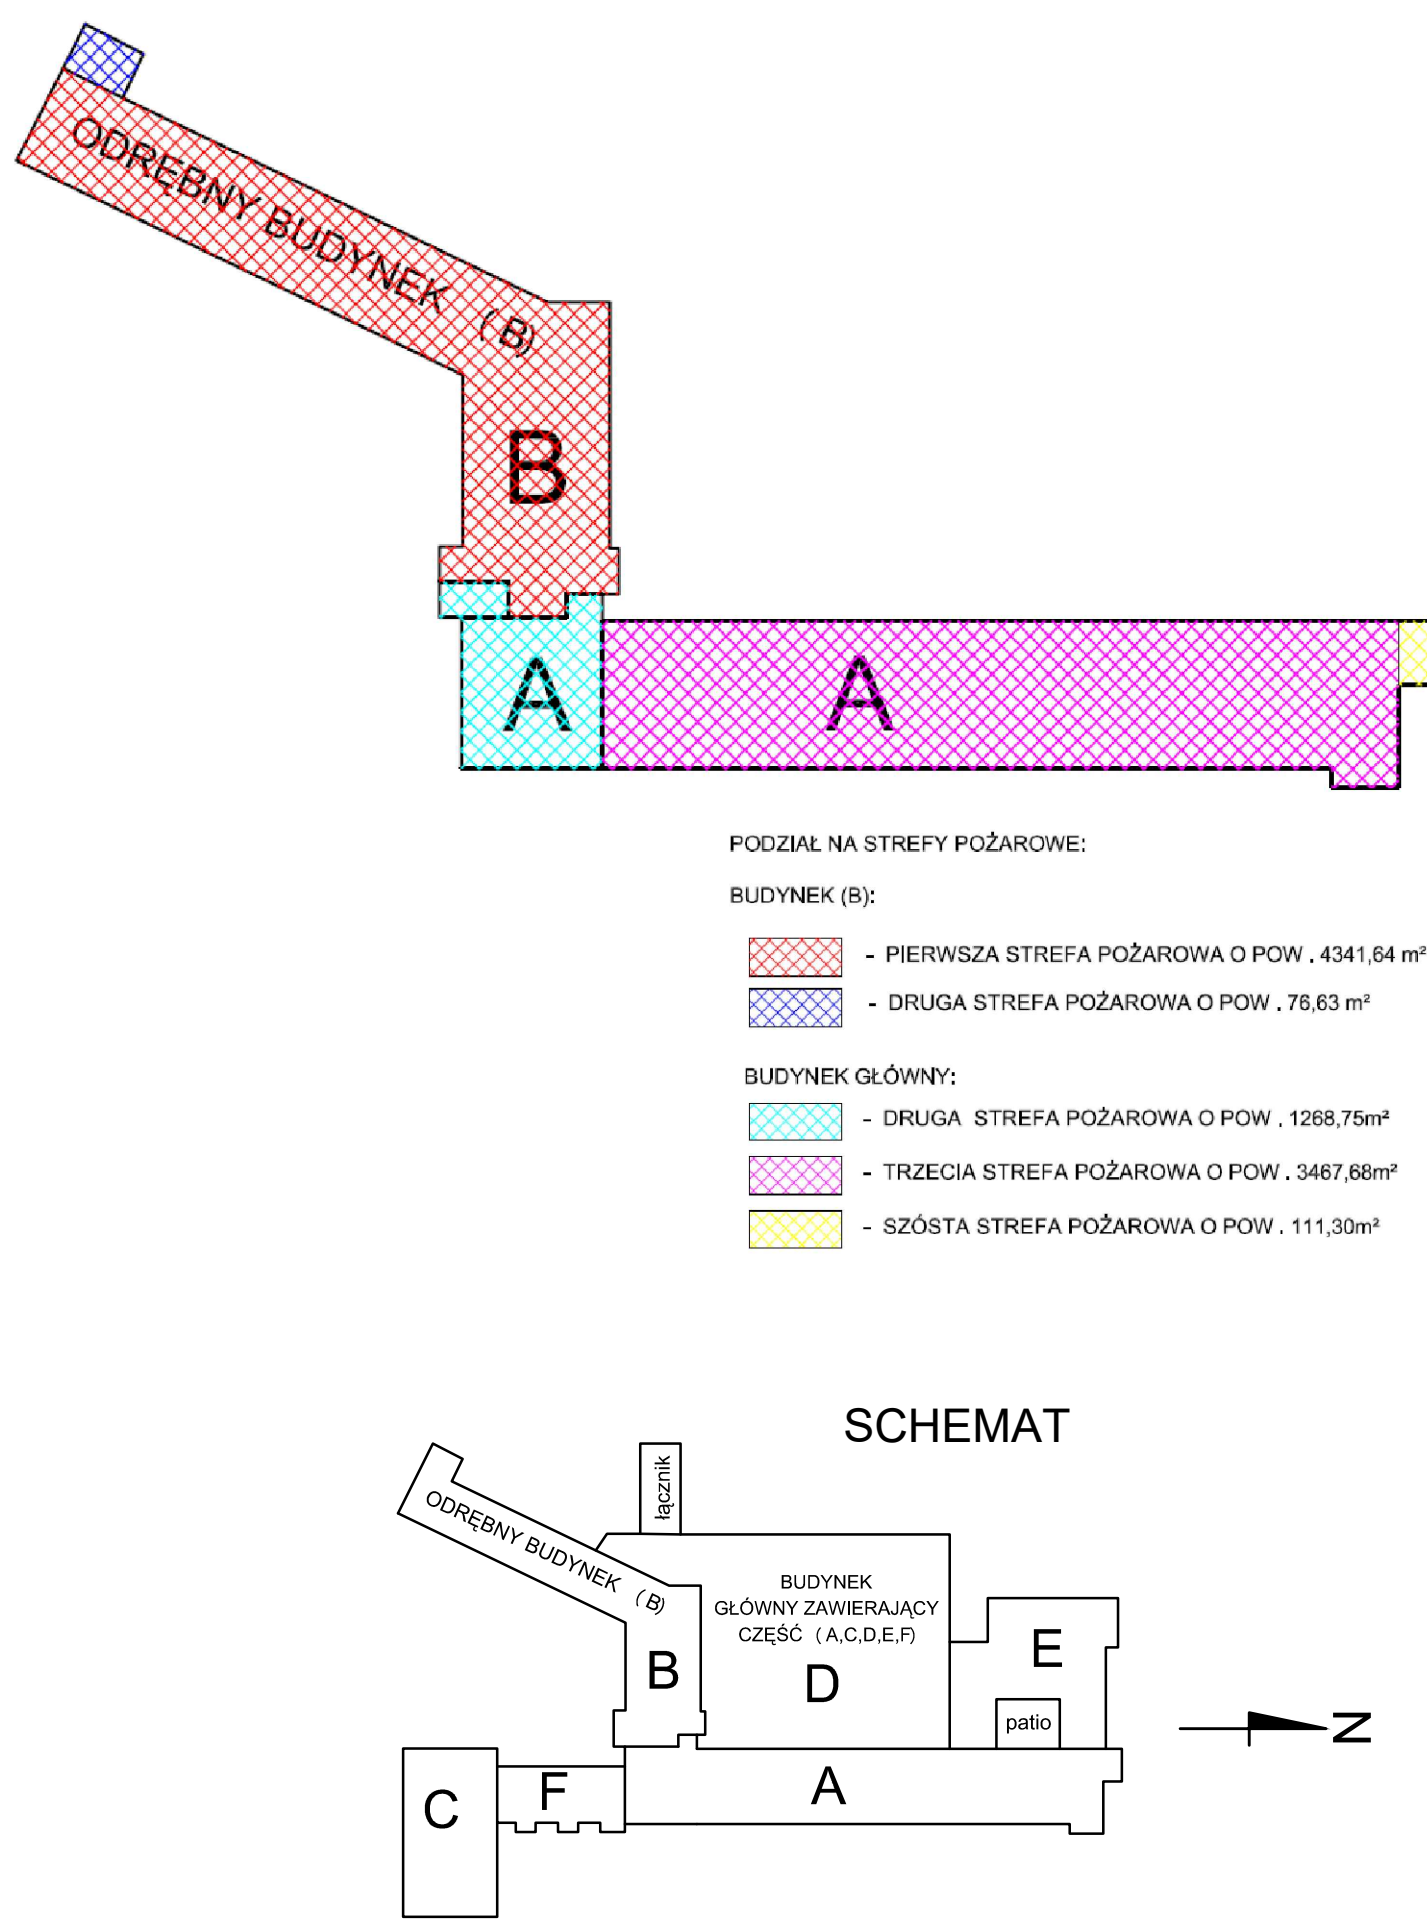 ODRĘBNY BUDYNEK (B)
B
A
A
PODZIAŁ NA STREFY POŻAROWE:
BUDYNEK (B):
- PIERWSZA STREFA POŻAROWA O POW . 4341,64 m²
- DRUGA STREFA POŻAROWA O POW . 76,63 m²
BUDYNEK GŁÓWNY:
- DRUGA STREFA POŻAROWA O POW . 1268,75m²
- TRZECIA STREFA POŻAROWA O POW . 3467,68m²
- SZÓSTA STREFA POŻAROWA O POW . 111,30m²
SCHEMAT
łącznik
ODRĘBNY BUDYNEK (B)
BUDYNEK
GŁÓWNY ZAWIERAJĄCY
CZĘŚĆ ( A,C,D,E,F)
B
D
E
patio
N
C
F
A